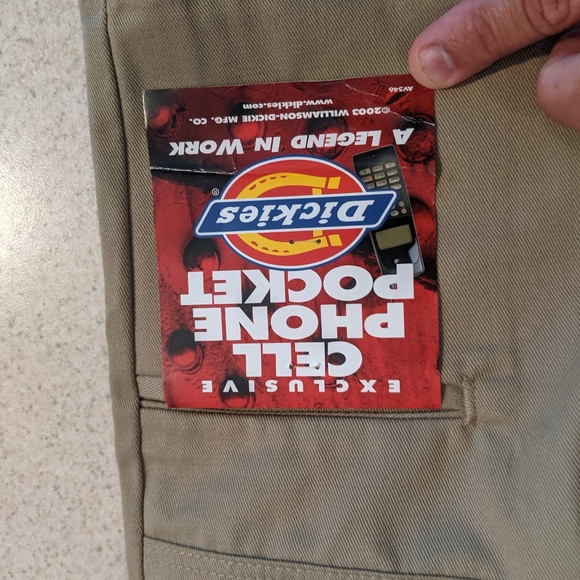 EXCLUSIVE
CELL
PHONE
POCKET
Dickies®
A LEGEND IN WORK
©2003 WILLIAMSON-DICKIE MFG. CO.
www.dickies.com
AV546